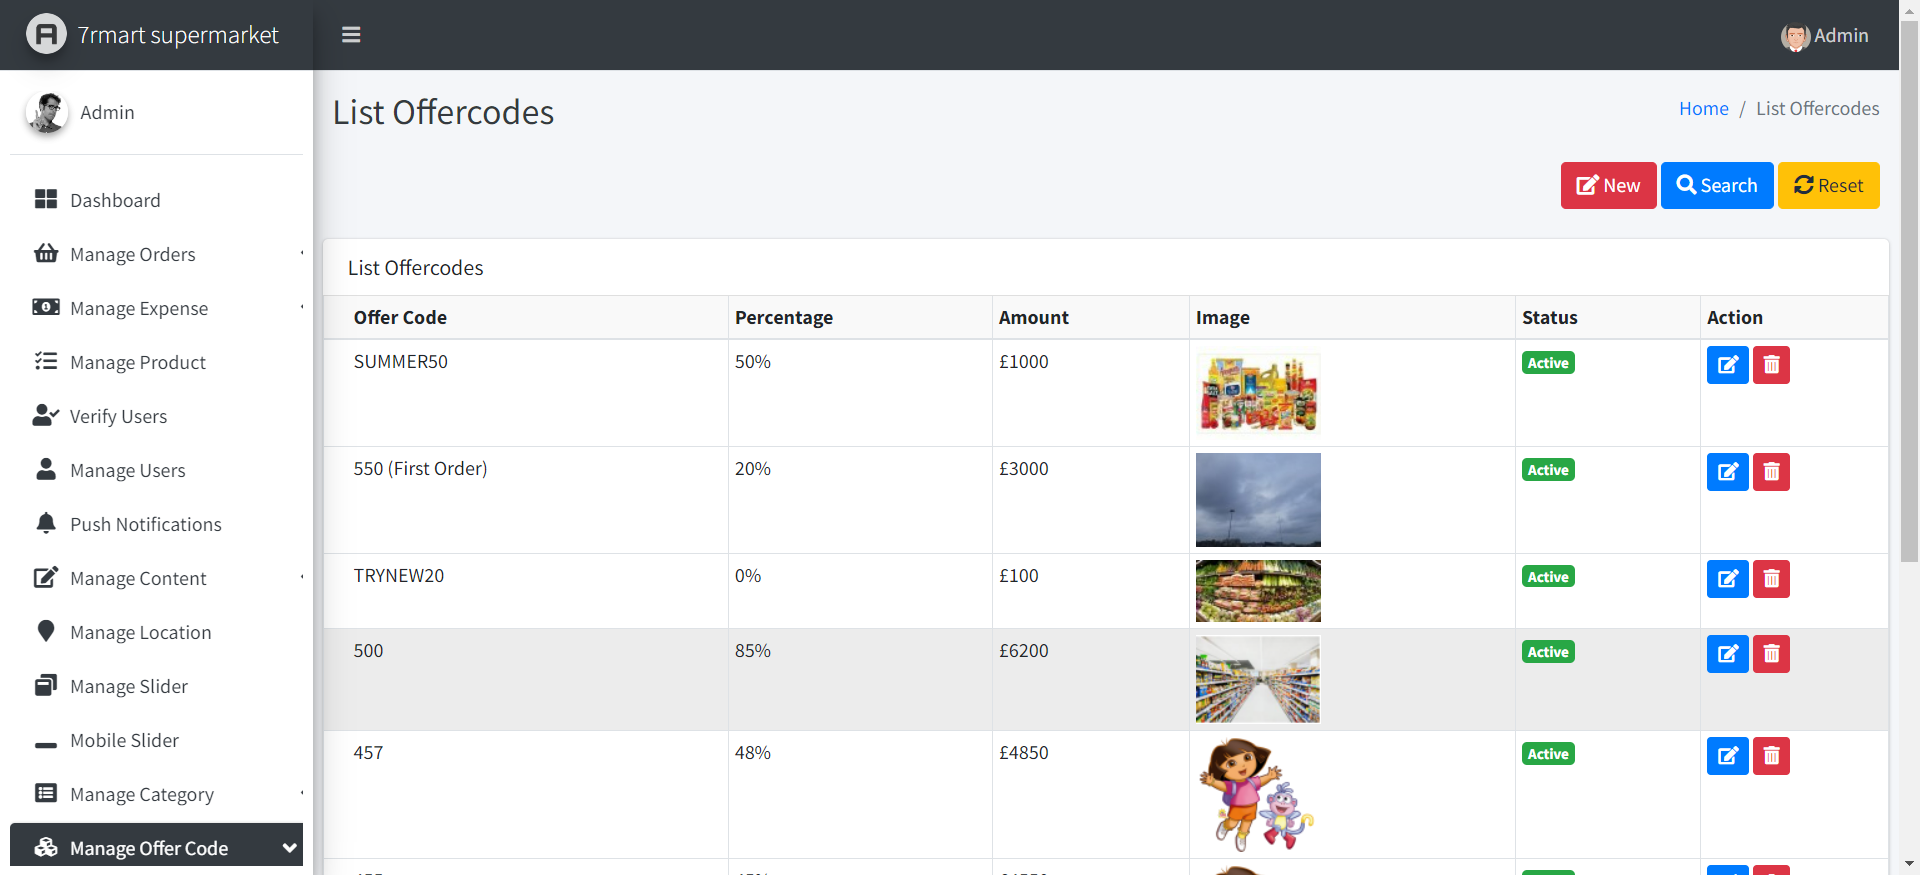 7rmart supermarket
Admin
Admin
List Offercodes
Home / List Offercodes
Dashboard
Manage Orders
Manage Expense
Manage Product
Verify Users
Manage Users
Push Notifications
Manage Content
Manage Location
Manage Slider
Mobile Slider
Manage Category
Manage Offer Code
New Search Reset
List Offercodes
Offer Code Percentage Amount Image Status Action
SUMMER50 50% £1000 Active
550 (First Order) 20% £3000 Active
TRYNEW20 0% £100 Active
500 85% £6200 Active
457 48% £4850 Active